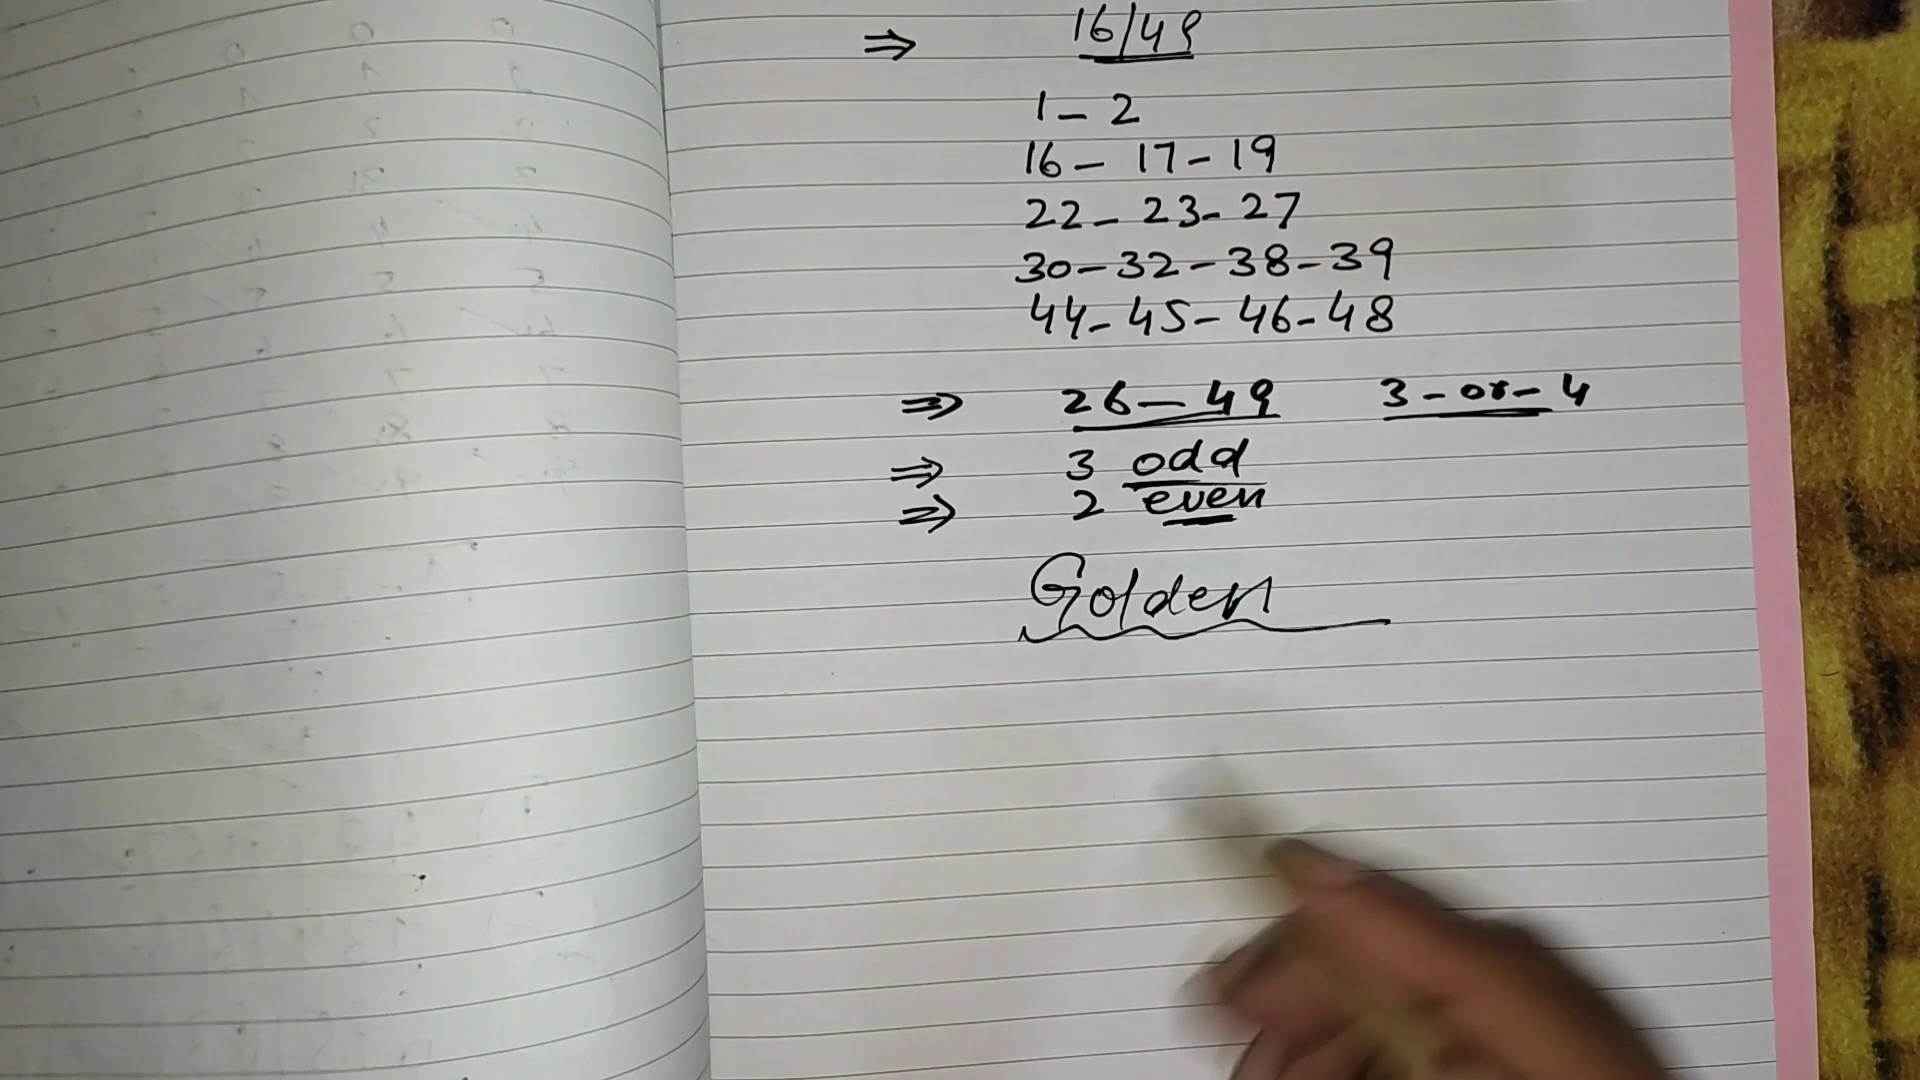 ⇒ 16/49
1 - 2
16 - 17 - 19
22 - 23 - 27
30 - 32 - 38 - 39
44 - 45 - 46 - 48
⇒ 26 - 49 3 - or - 4
⇒ 3 odd
⇒ 2 even
Golden